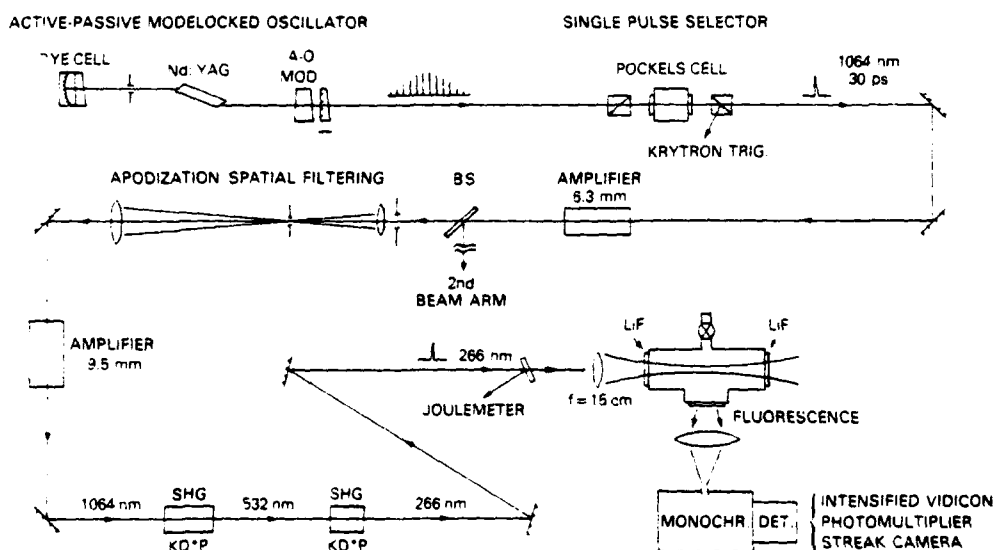 ACTIVE-PASSIVE MODELOCKED OSCILLATOR
SINGLE PULSE SELECTOR
YE CELL
Nd: YAG
A-O
MOD
POCKELS CELL
1064 nm
30 ps
KRYTRON TRIG.
APODIZATION SPATIAL FILTERING
BS
AMPLIFIER
6.3 mm
2nd
BEAM ARM
AMPLIFIER
9.5 mm
266 nm
JOULEMETER
f = 15 cm
LiF
LiF
FLUORESCENCE
1064 nm
SHG
532 nm
SHG
266 nm
KD*P
KD*P
MONOCHR
DET.
INTENSIFIED VIDICON
PHOTOMULTIPLIER
STREAK CAMERA